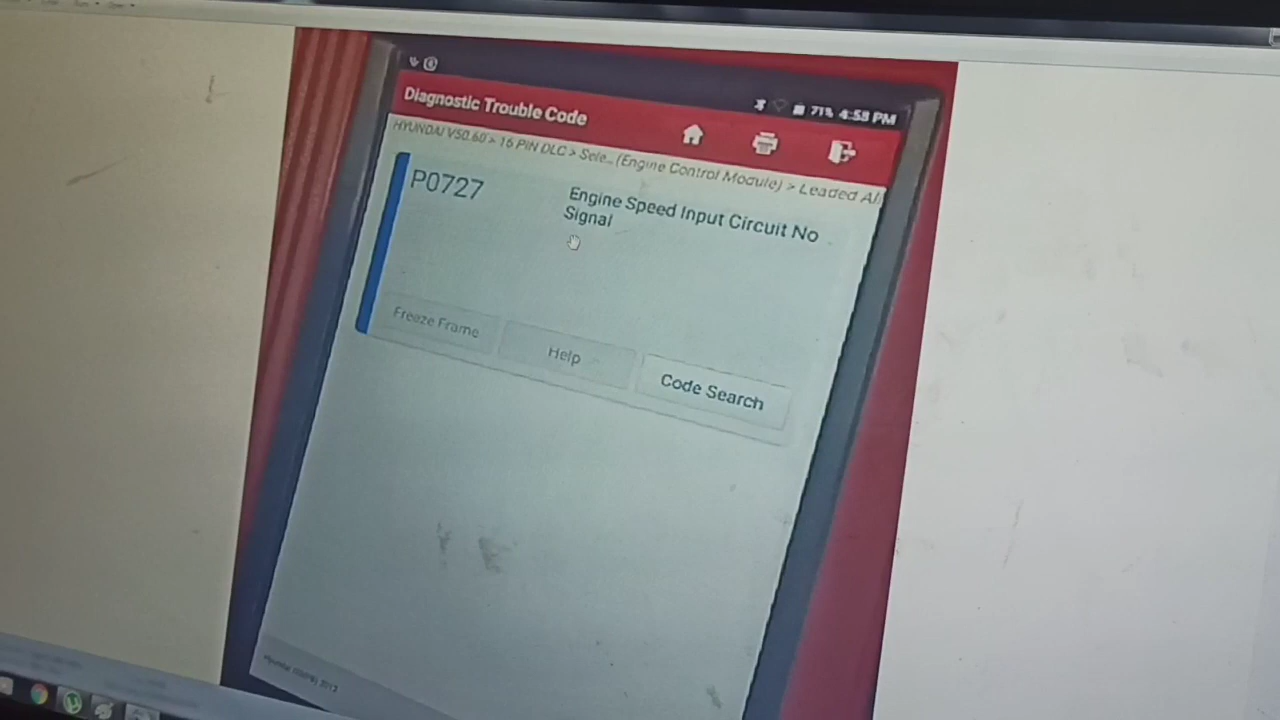 71% 4:58 PM
Diagnostic Trouble Code
HYUNDAI V50.60 > 16 PIN DLC > Sele... (Engine Control Module) > Leaded All
P0727
Engine Speed Input Circuit No
Signal
Freeze Frame
Help
Code Search